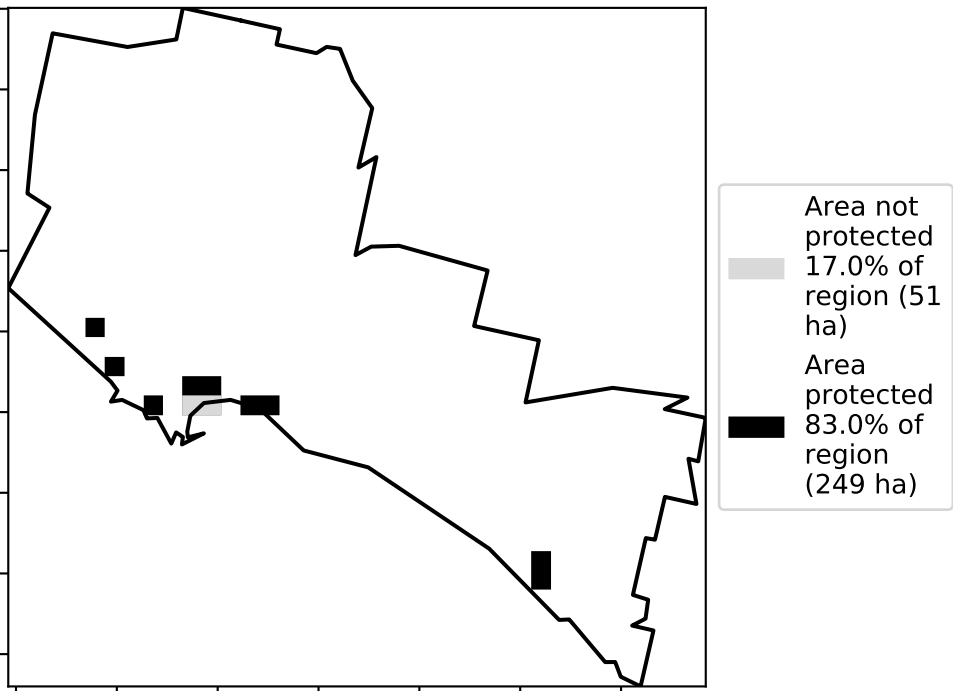 Area not
protected
17.0% of
region (51
ha)
Area
protected
83.0% of
region
(249 ha)